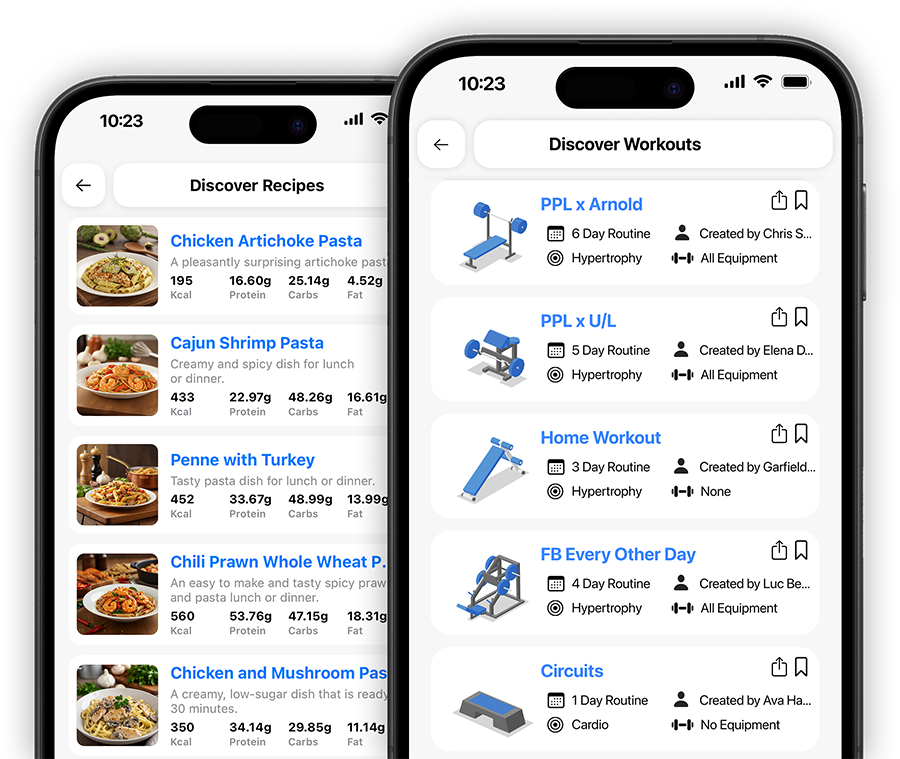 10:23
Discover Recipes
Chicken Artichoke Pasta
A pleasantly surprising artichoke past
195 16.60g 25.14g 4.52g
Kcal Protein Carbs Fat
Cajun Shrimp Pasta
Creamy and spicy dish for lunch
or dinner.
433 22.97g 48.26g 16.61g
Kcal Protein Carbs Fat
Penne with Turkey
Tasty pasta dish for lunch or dinner.
452 33.67g 48.99g 13.99g
Kcal Protein Carbs Fat
Chili Prawn Whole Wheat P...
An easy to make and tasty spicy praw
and pasta lunch or dinner.
560 53.76g 47.15g 18.31g
Kcal Protein Carbs Fat
Chicken and Mushroom Pas
A creamy, low-sugar dish that is ready
30 minutes.
350 34.14g 29.85g 11.14g
Kcal Protein Carbs Fat
10:23
Discover Workouts
PPL x Arnold
6 Day Routine Created by Chris S...
Hypertrophy All Equipment
PPL x U/L
5 Day Routine Created by Elena D...
Hypertrophy All Equipment
Home Workout
3 Day Routine Created by Garfield...
Hypertrophy None
FB Every Other Day
4 Day Routine Created by Luc Be...
Hypertrophy All Equipment
Circuits
1 Day Routine Created by Ava Ha...
Cardio No Equipment